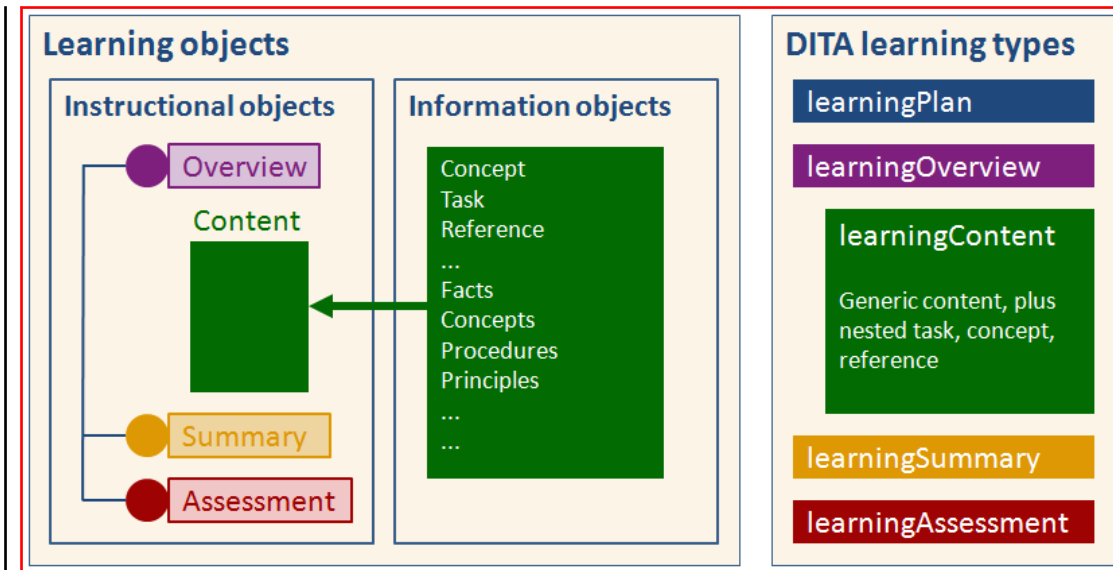 Learning objects
Instructional objects
Overview
Content
Summary
Assessment
Information objects
Concept
Task
Reference
...
Facts
Concepts
Procedures
Principles
...
...
DITA learning types
learningPlan
learningOverview
learningContent
Generic content, plus
nested task, concept,
reference
learningSummary
learningAssessment